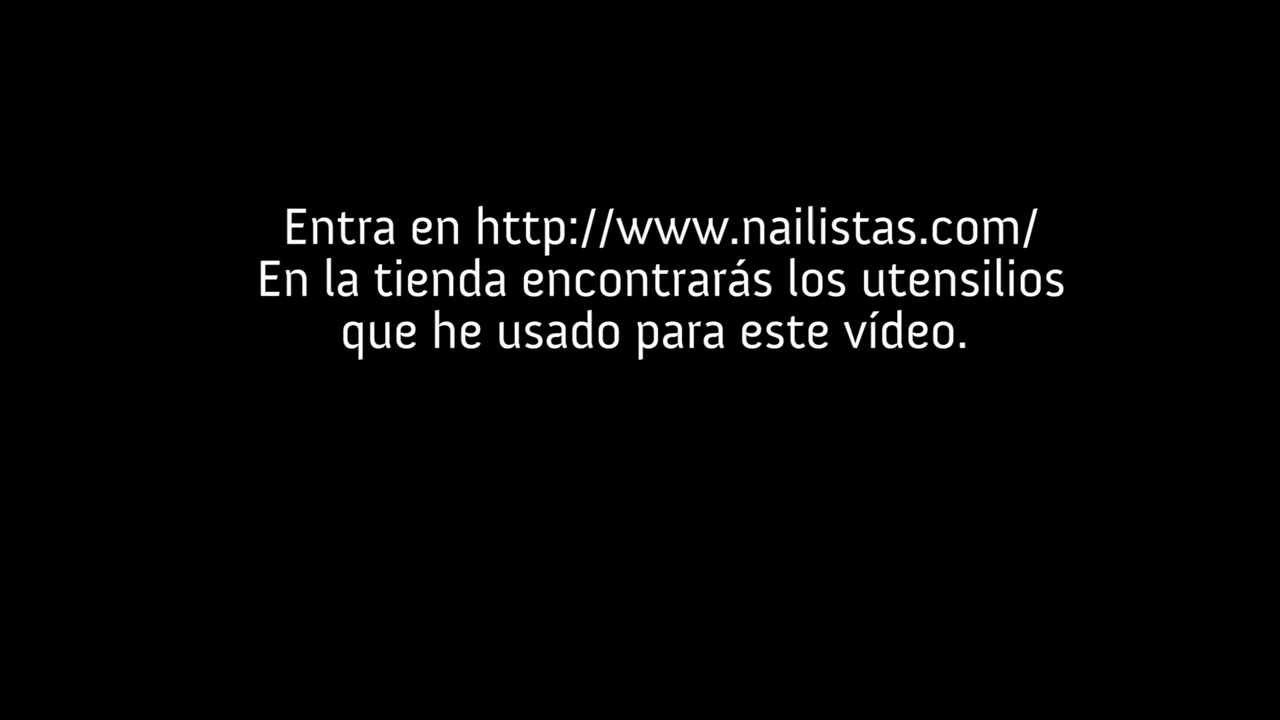 Entra en http://www.nailistas.com/
En la tienda encontrarás los utensilios
que he usado para este vídeo.